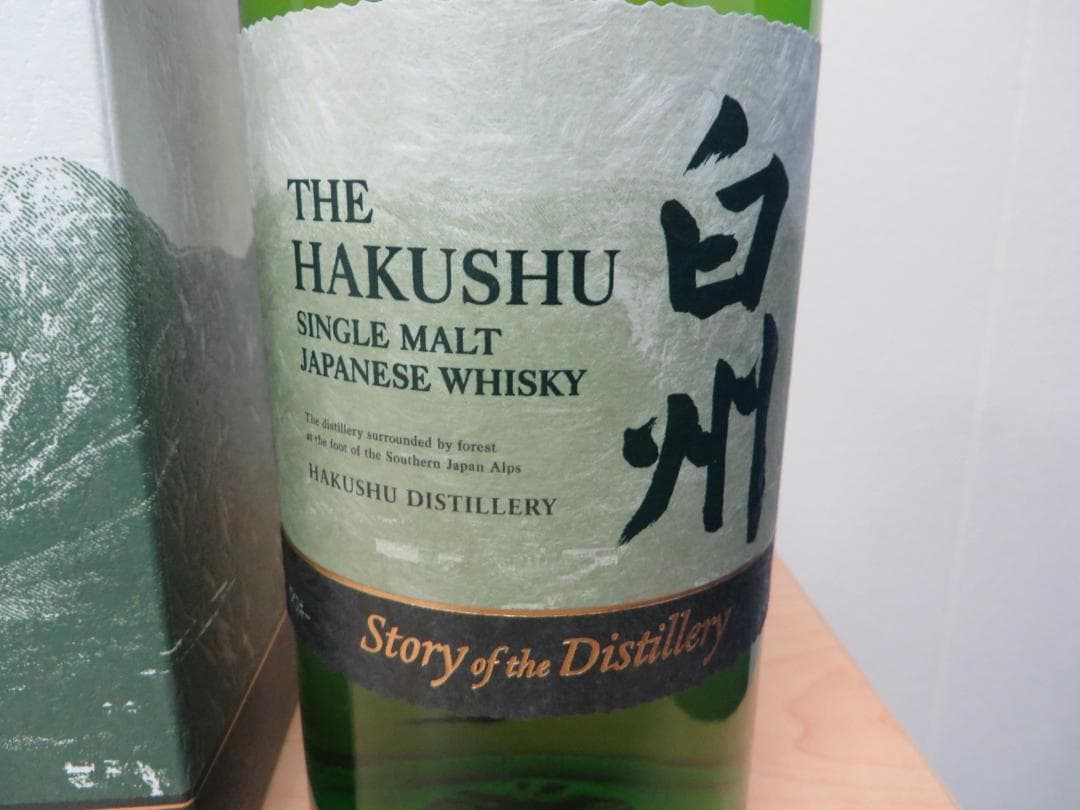 THE
HAKUSHU
SINGLE MALT
JAPANESE WHISKY
The distillery surrounded by forest
at the foot of the Southern Japan Alps
HAKUSHU DISTILLERY
白州
Story of the Distillery